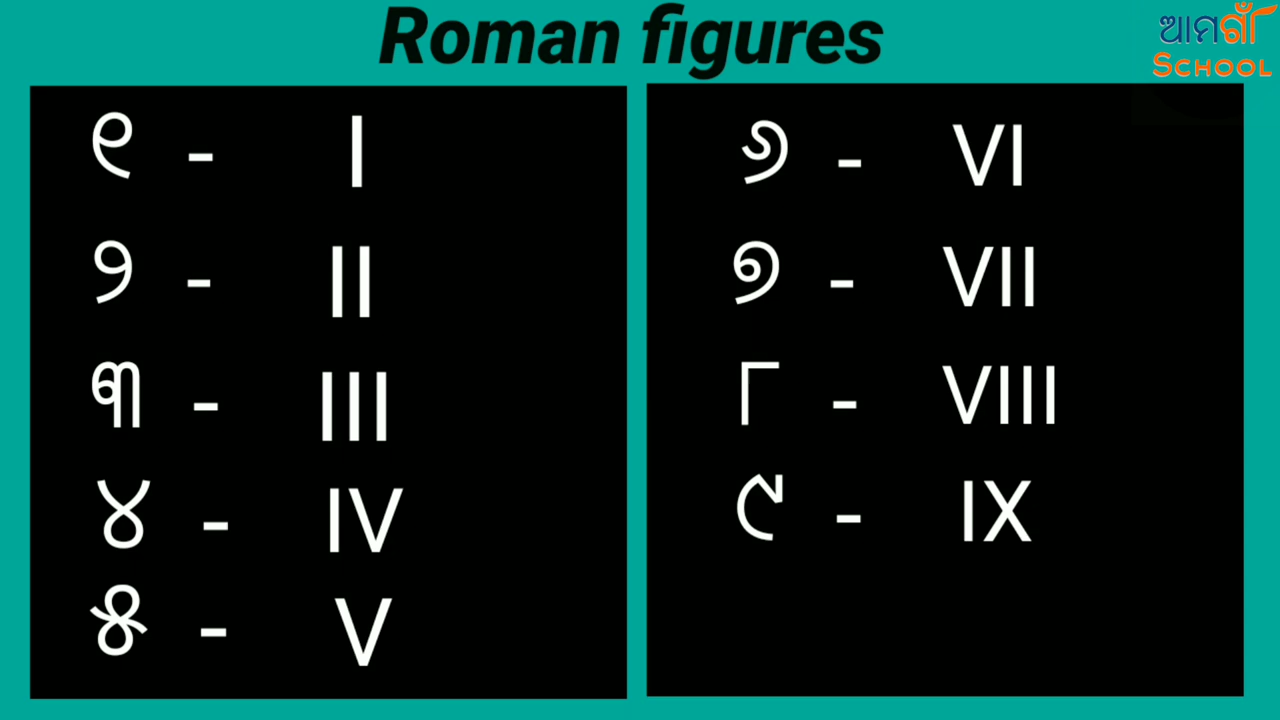 Roman figures
ଆମଗାଁ
SCHOOL
୧ - I
୨ - II
୩ - III
୪ - IV
୫ - V
୬ - VI
୭ - VII
୮ - VIII
୯ - IX